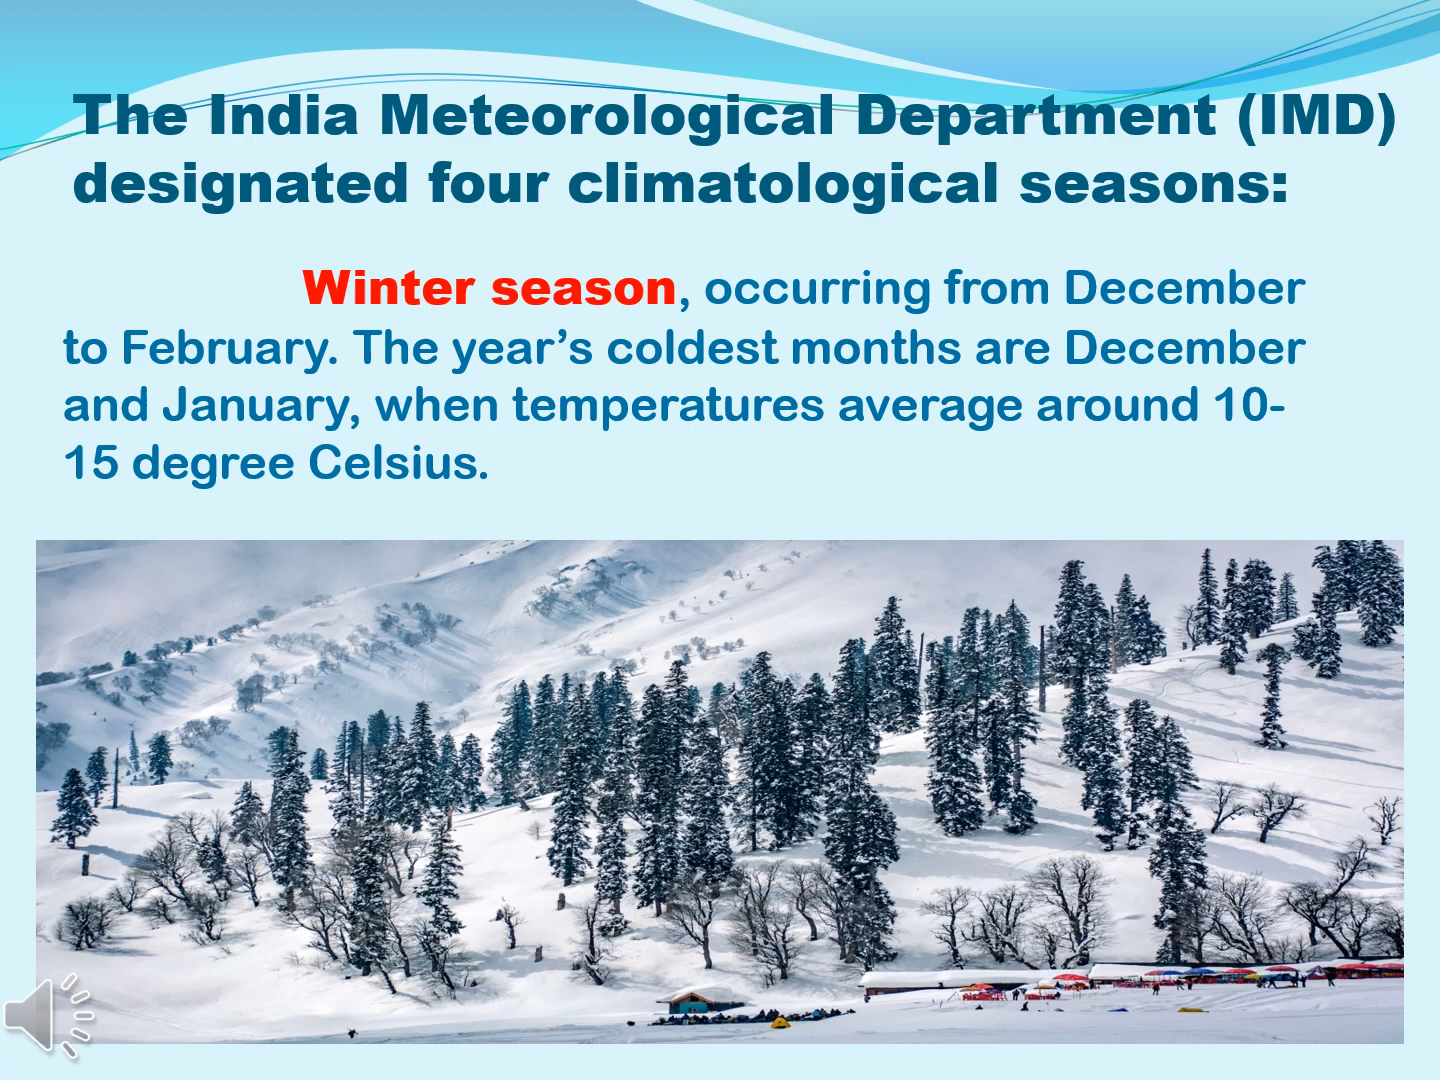 The India Meteorological Department (IMD)
designated four climatological seasons:
Winter season, occurring from December
to February. The year’s coldest months are December
and January, when temperatures average around 10-
15 degree Celsius.